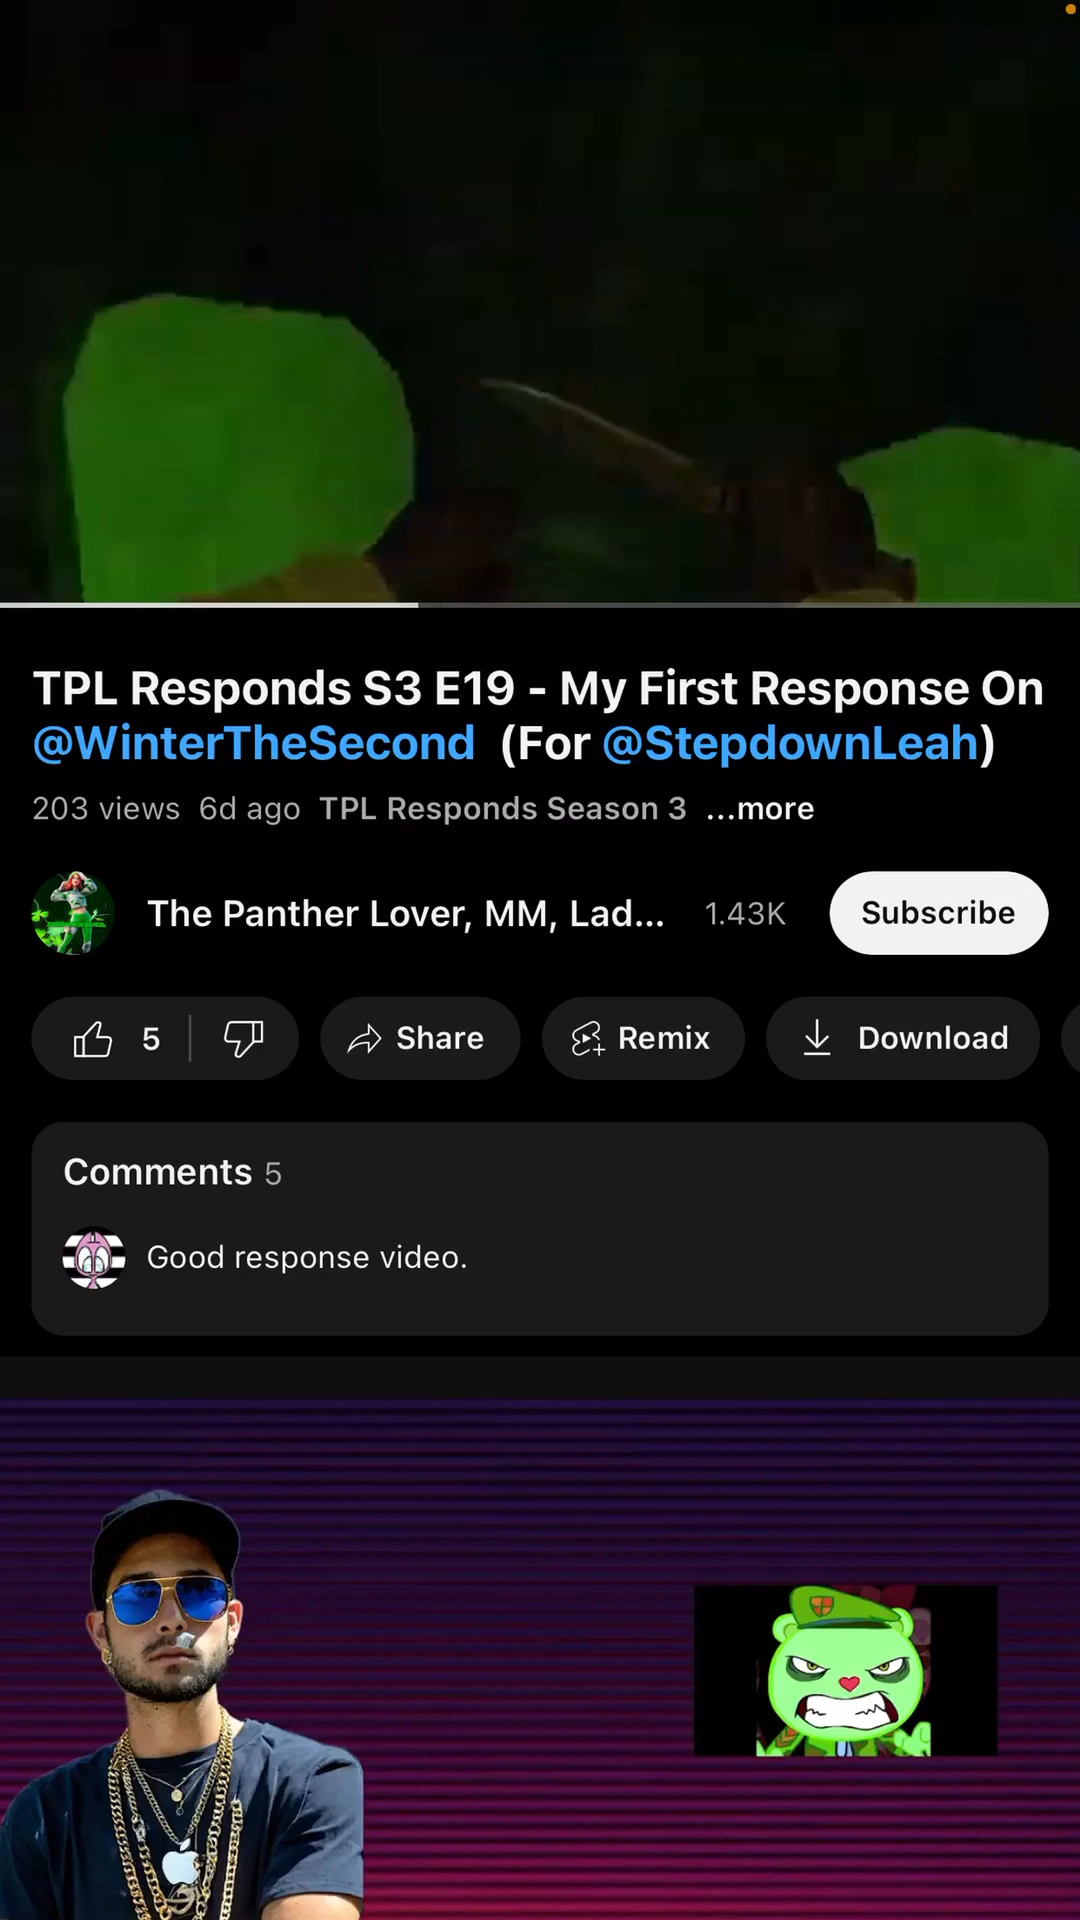 TPL Responds S3 E19 - My First Response On
@WinterTheSecond (For @StepdownLeah)
203 views 6d ago TPL Responds Season 3 ...more
The Panther Lover, MM, Lad... 1.43K Subscribe
5 Share Remix Download
Comments 5
Good response video.